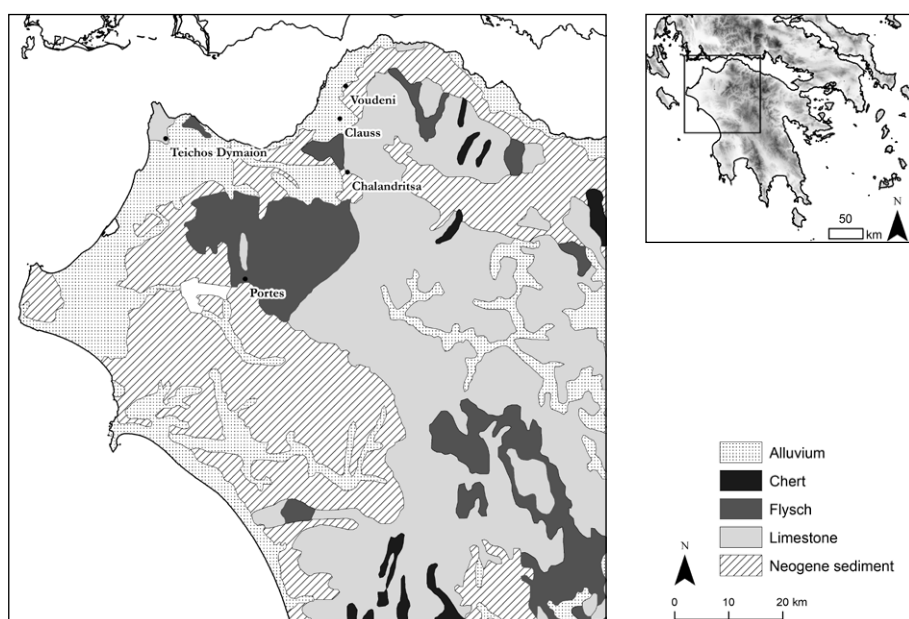 Voudeni
Clauss
Teichos Dymaion
Chalandritsa
Portes
N
50
km
Alluvium
Chert
Flysch
Limestone
Neogene sediment
N
0 10 20 km